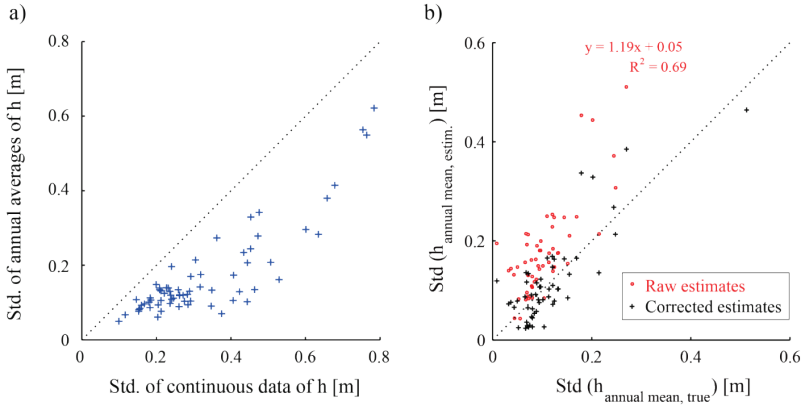 a)
Std. of annual averages of h [m]
0.8
0.6
0.4
0.2
0
0
0.2
0.4
0.6
0.8
Std. of continuous data of h [m]
b)
Std (h annual mean, estim.) [m]
0.6
0.4
0.2
0
y = 1.19x + 0.05
R² = 0.69
Raw estimates
Corrected estimates
0
0.2
0.4
0.6
Std (h annual mean, true) [m]